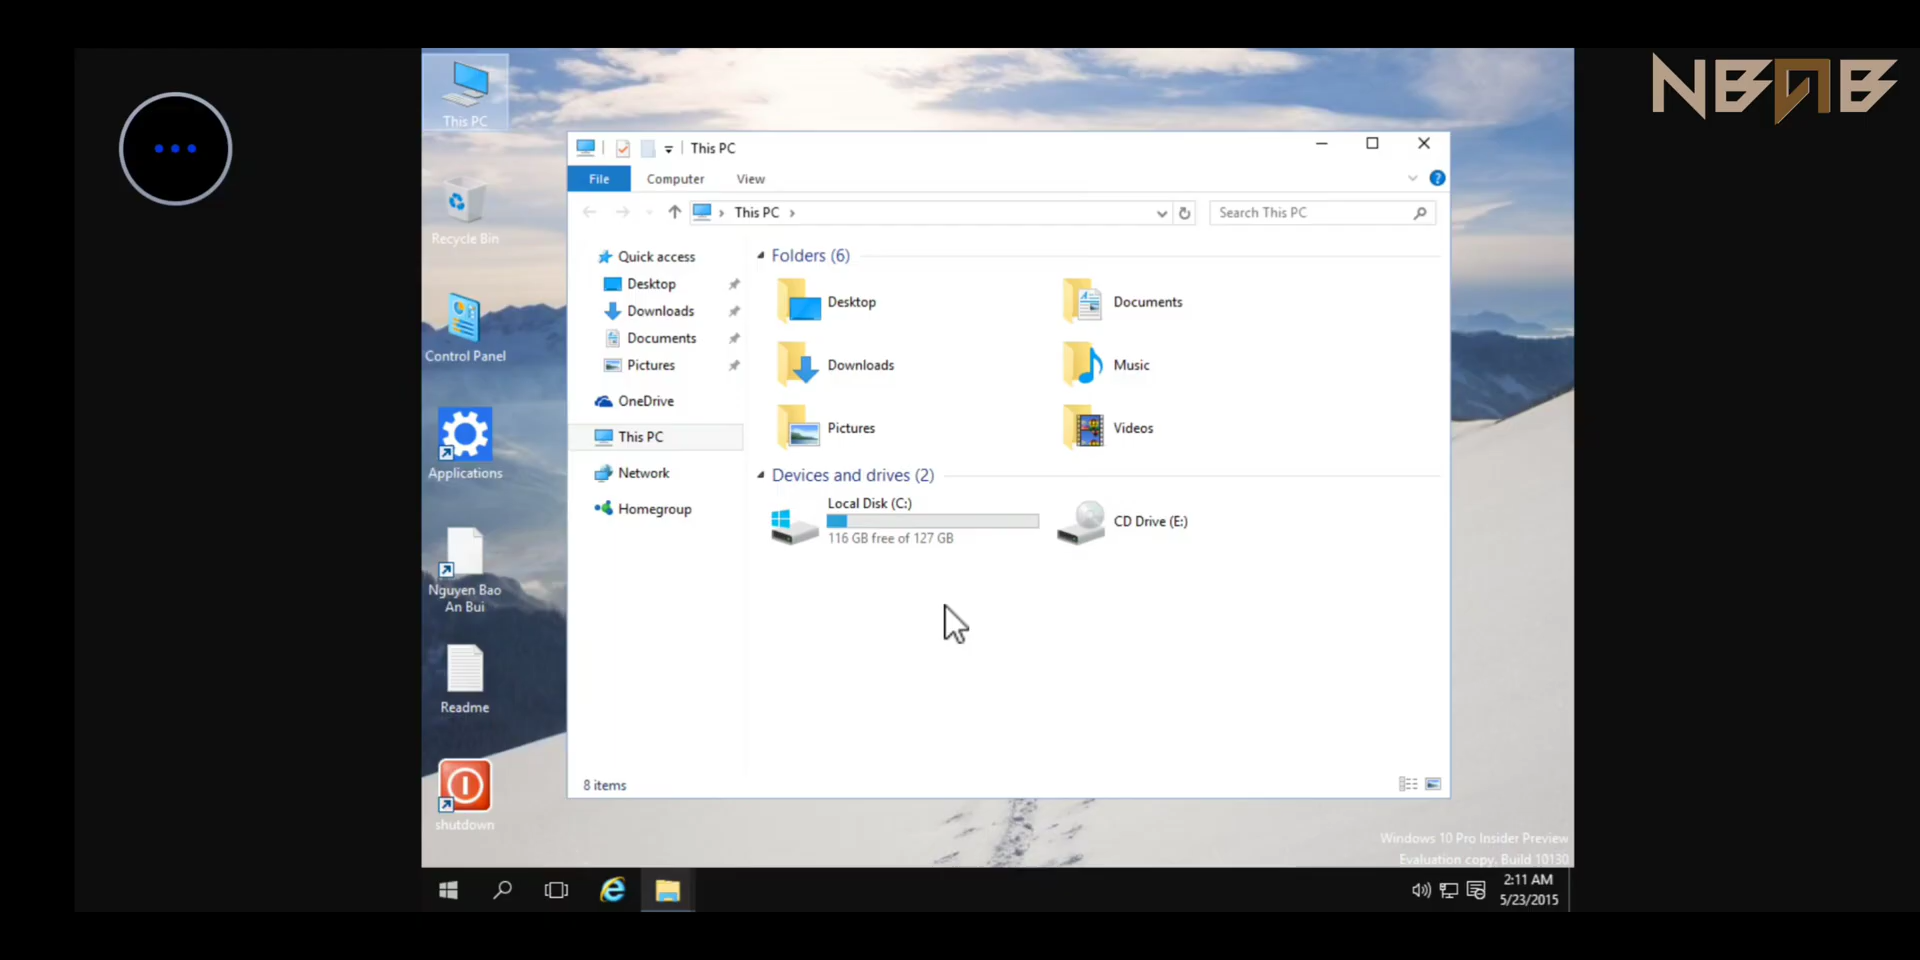 NBAB
This PC
Recycle Bin
Control Panel
Applications
Nguyen Bao
An Bui
Readme
shutdown
This PC
File
Computer
View
This PC
Search This PC
Quick access
Desktop
Downloads
Documents
Pictures
OneDrive
This PC
Network
Homegroup
Folders (6)
Desktop
Documents
Downloads
Music
Pictures
Videos
Devices and drives (2)
Local Disk (C:)
116 GB free of 127 GB
CD Drive (E:)
8 items
Windows 10 Pro Insider Preview
Evaluation copy. Build 10130
2:11 AM
5/23/2015